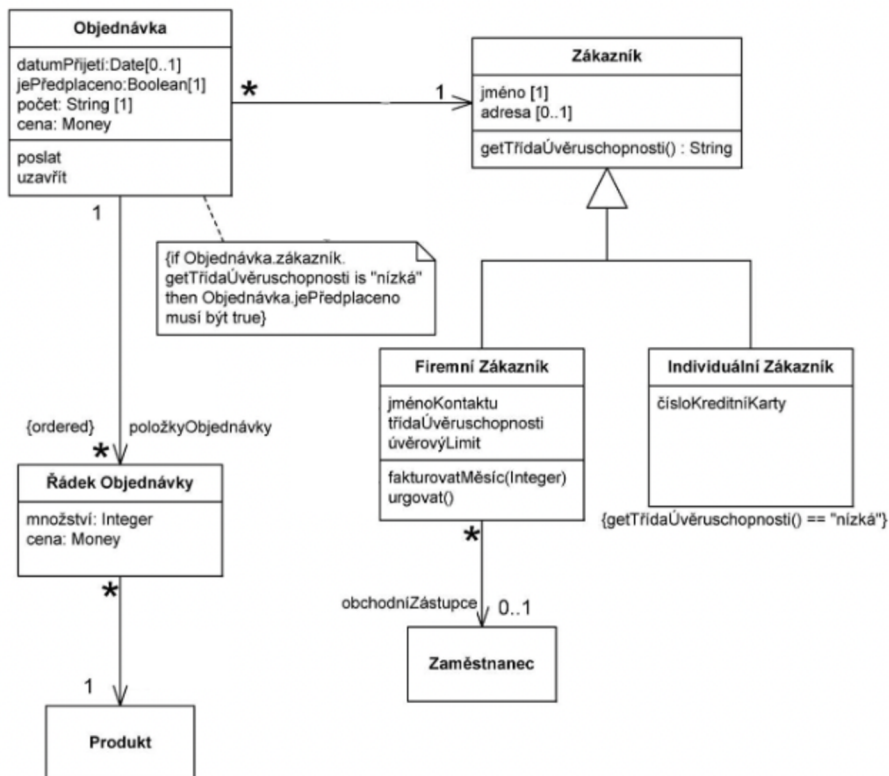 Objednávka
datumPřijetí:Date[0..1]
jePředplaceno:Boolean[1]
počet: String [1]
cena: Money
poslat
uzavřít
*
1
Zákazník
jméno [1]
adresa [0..1]
getTřídaÚvěruschopnosti() : String
1
{if Objednávka.zákazník.
getTřídaÚvěruschopnosti is "nízká"
then Objednávka.jePředplaceno
musí být true}
{ordered}
položkyObjednávky
*
Řádek Objednávky
množství: Integer
cena: Money
*
1
Produkt
Firemní Zákazník
jménoKontaktu
třídaÚvěruschopnosti
úvěrovýLimit
fakturovatMěsíc(Integer)
urgovat()
*
obchodníZástupce
0..1
Zaměstnanec
Individuální Zákazník
čísloKreditníKarty
{getTřídaÚvěruschopnosti() == "nízká"}